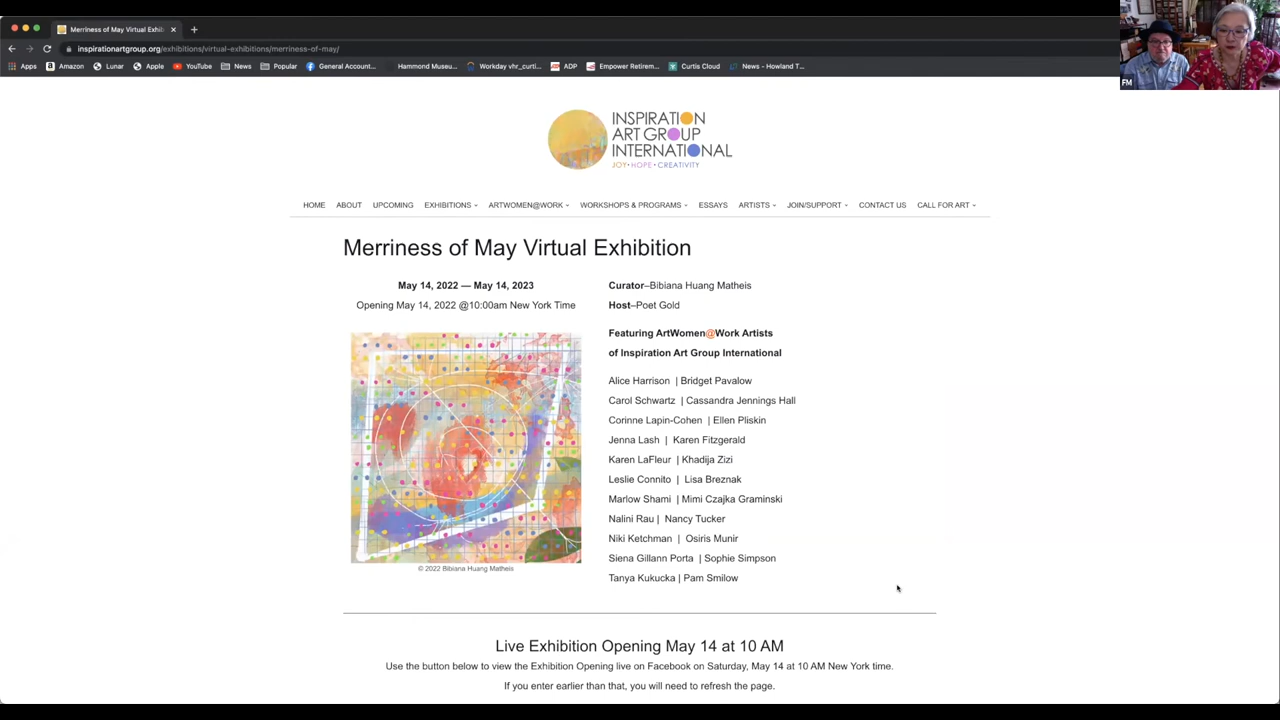 Merriness of May Virtual Exhib
inspirationartgroup.org/exhibitions/virtual-exhibitions/merriness-of-may/
Apps Amazon Lunar Apple YouTube News Popular General Account... Hammond Museu... Workday vhr_curti... ADP Empower Retirem... Curtis Cloud News - Howland T...
FM
INSPIRATION
ART GROUP
INTERNATIONAL
JOY • HOPE • CREATIVITY
HOME ABOUT UPCOMING EXHIBITIONS ARTWOMEN@WORK WORKSHOPS & PROGRAMS ESSAYS ARTISTS JOIN/SUPPORT CONTACT US CALL FOR ART
Merriness of May Virtual Exhibition
May 14, 2022 — May 14, 2023
Opening May 14, 2022 @10:00am New York Time
© 2022 Bibiana Huang Matheis
Curator–Bibiana Huang Matheis
Host–Poet Gold
Featuring ArtWomen@Work Artists
of Inspiration Art Group International
Alice Harrison | Bridget Pavalow
Carol Schwartz | Cassandra Jennings Hall
Corinne Lapin-Cohen | Ellen Pliskin
Jenna Lash | Karen Fitzgerald
Karen LaFleur | Khadija Zizi
Leslie Connito | Lisa Breznak
Marlow Shami | Mimi Czajka Graminski
Nalini Rau | Nancy Tucker
Niki Ketchman | Osiris Munir
Siena Gillann Porta | Sophie Simpson
Tanya Kukucka | Pam Smilow
Live Exhibition Opening May 14 at 10 AM
Use the button below to view the Exhibition Opening live on Facebook on Saturday, May 14 at 10 AM New York time.
If you enter earlier than that, you will need to refresh the page.